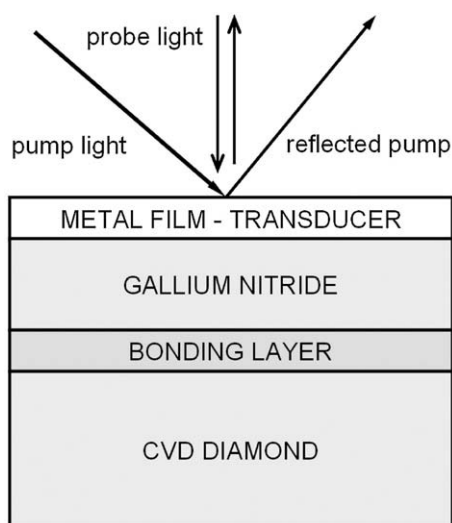 probe light
pump light
reflected pump
METAL FILM - TRANSDUCER
GALLIUM NITRIDE
BONDING LAYER
CVD DIAMOND